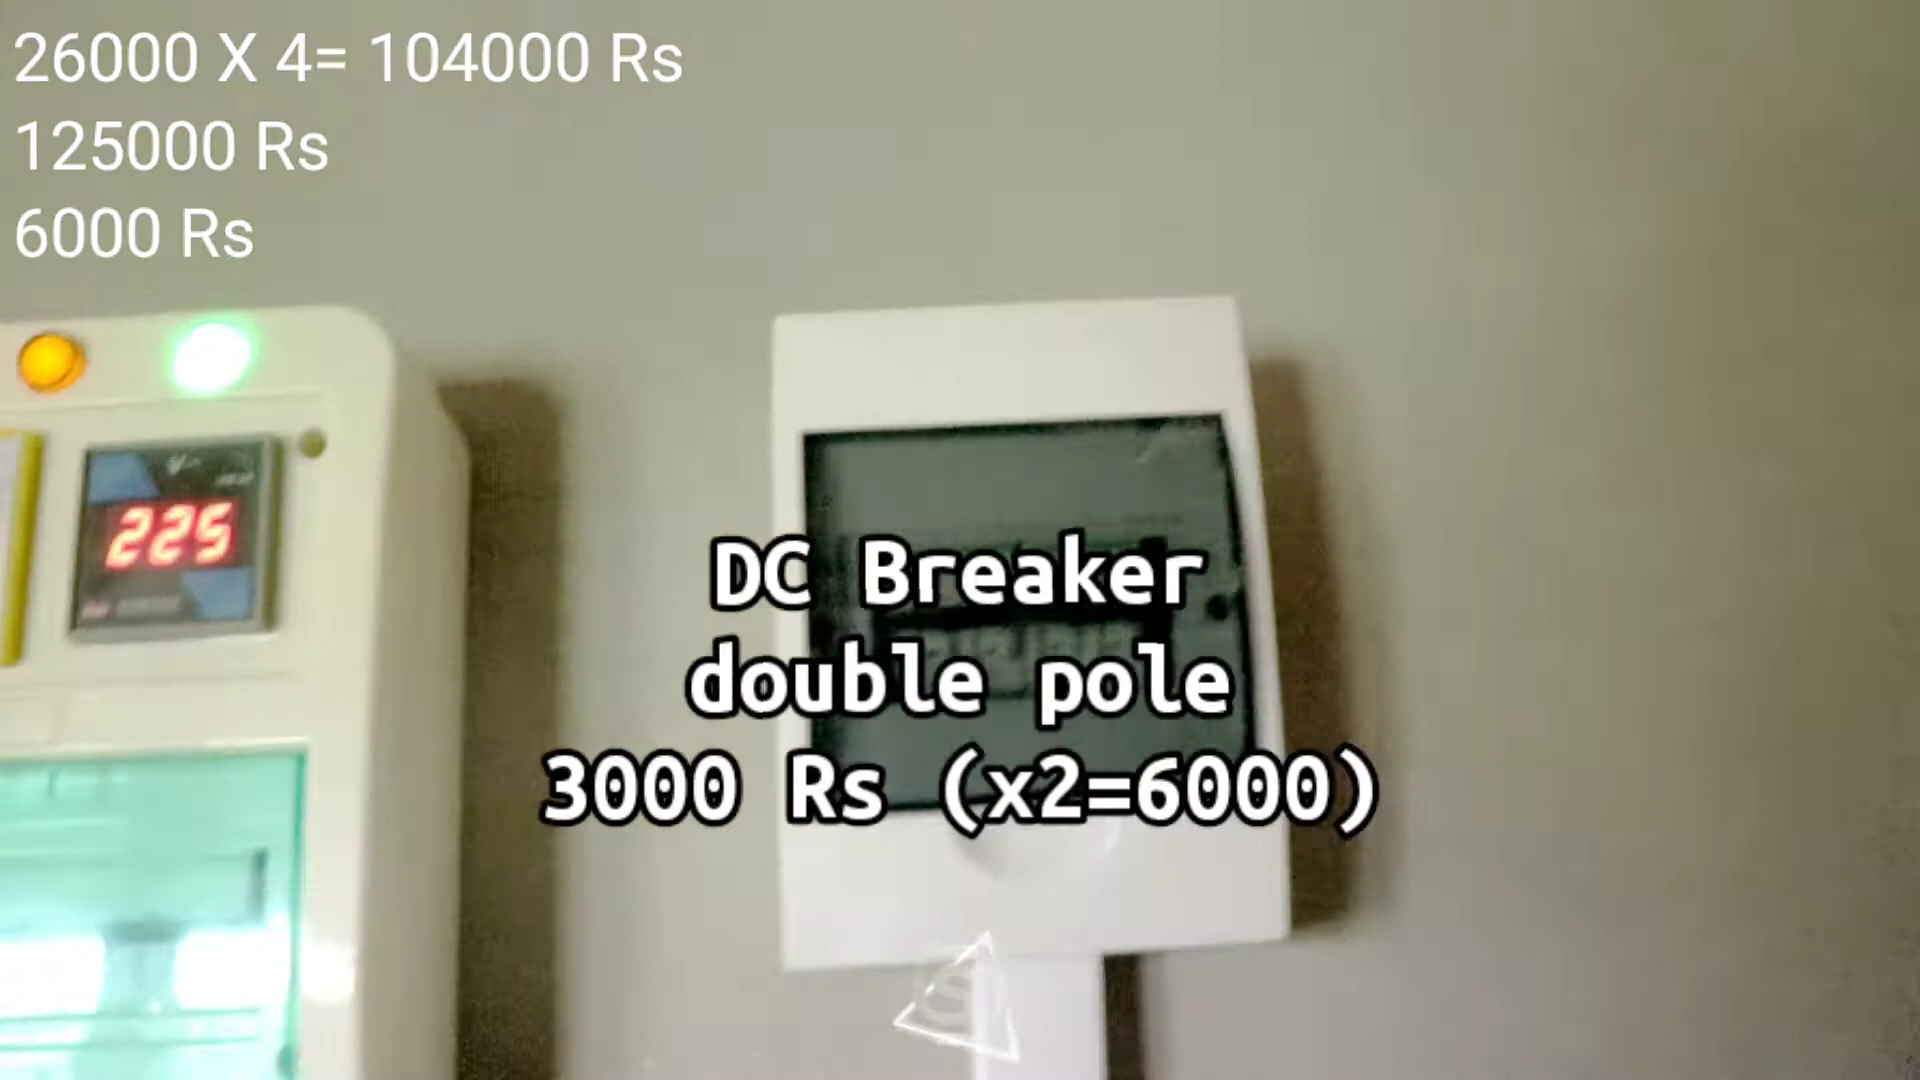 26000 X 4= 104000 Rs
125000 Rs
6000 Rs
225
DC Breaker
double pole
3000 Rs (x2=6000)